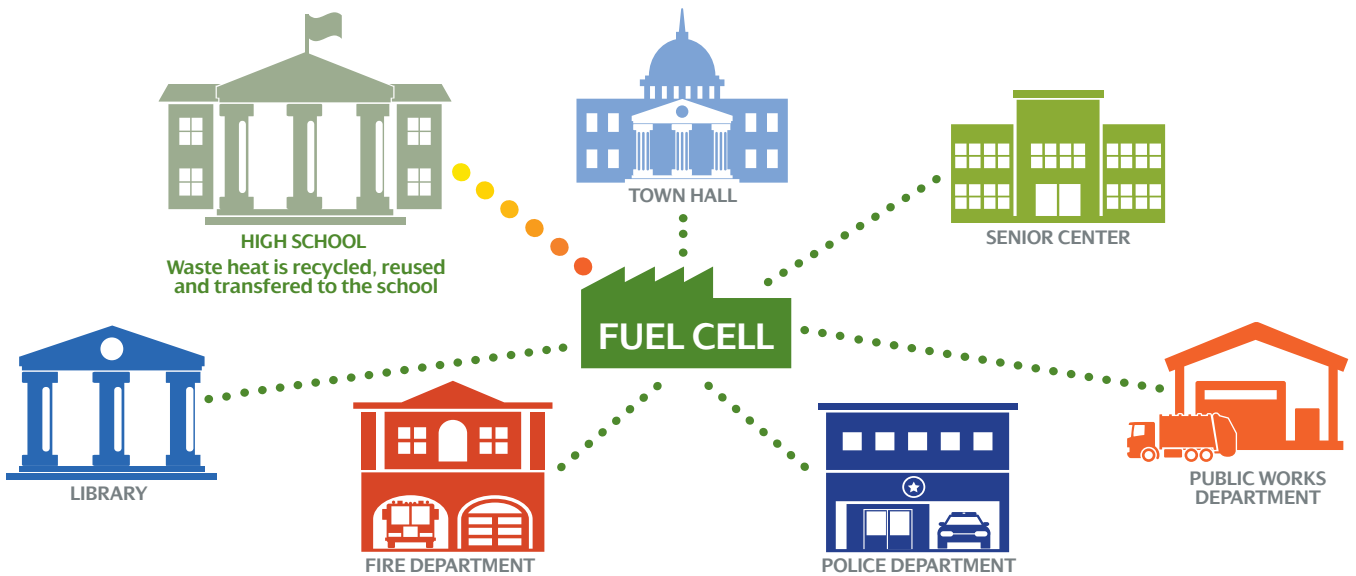 TOWN HALL
HIGH SCHOOL
Waste heat is recycled, reused
and transfered to the school
SENIOR CENTER
FUEL CELL
LIBRARY
FIRE DEPARTMENT
POLICE DEPARTMENT
PUBLIC WORKS
DEPARTMENT